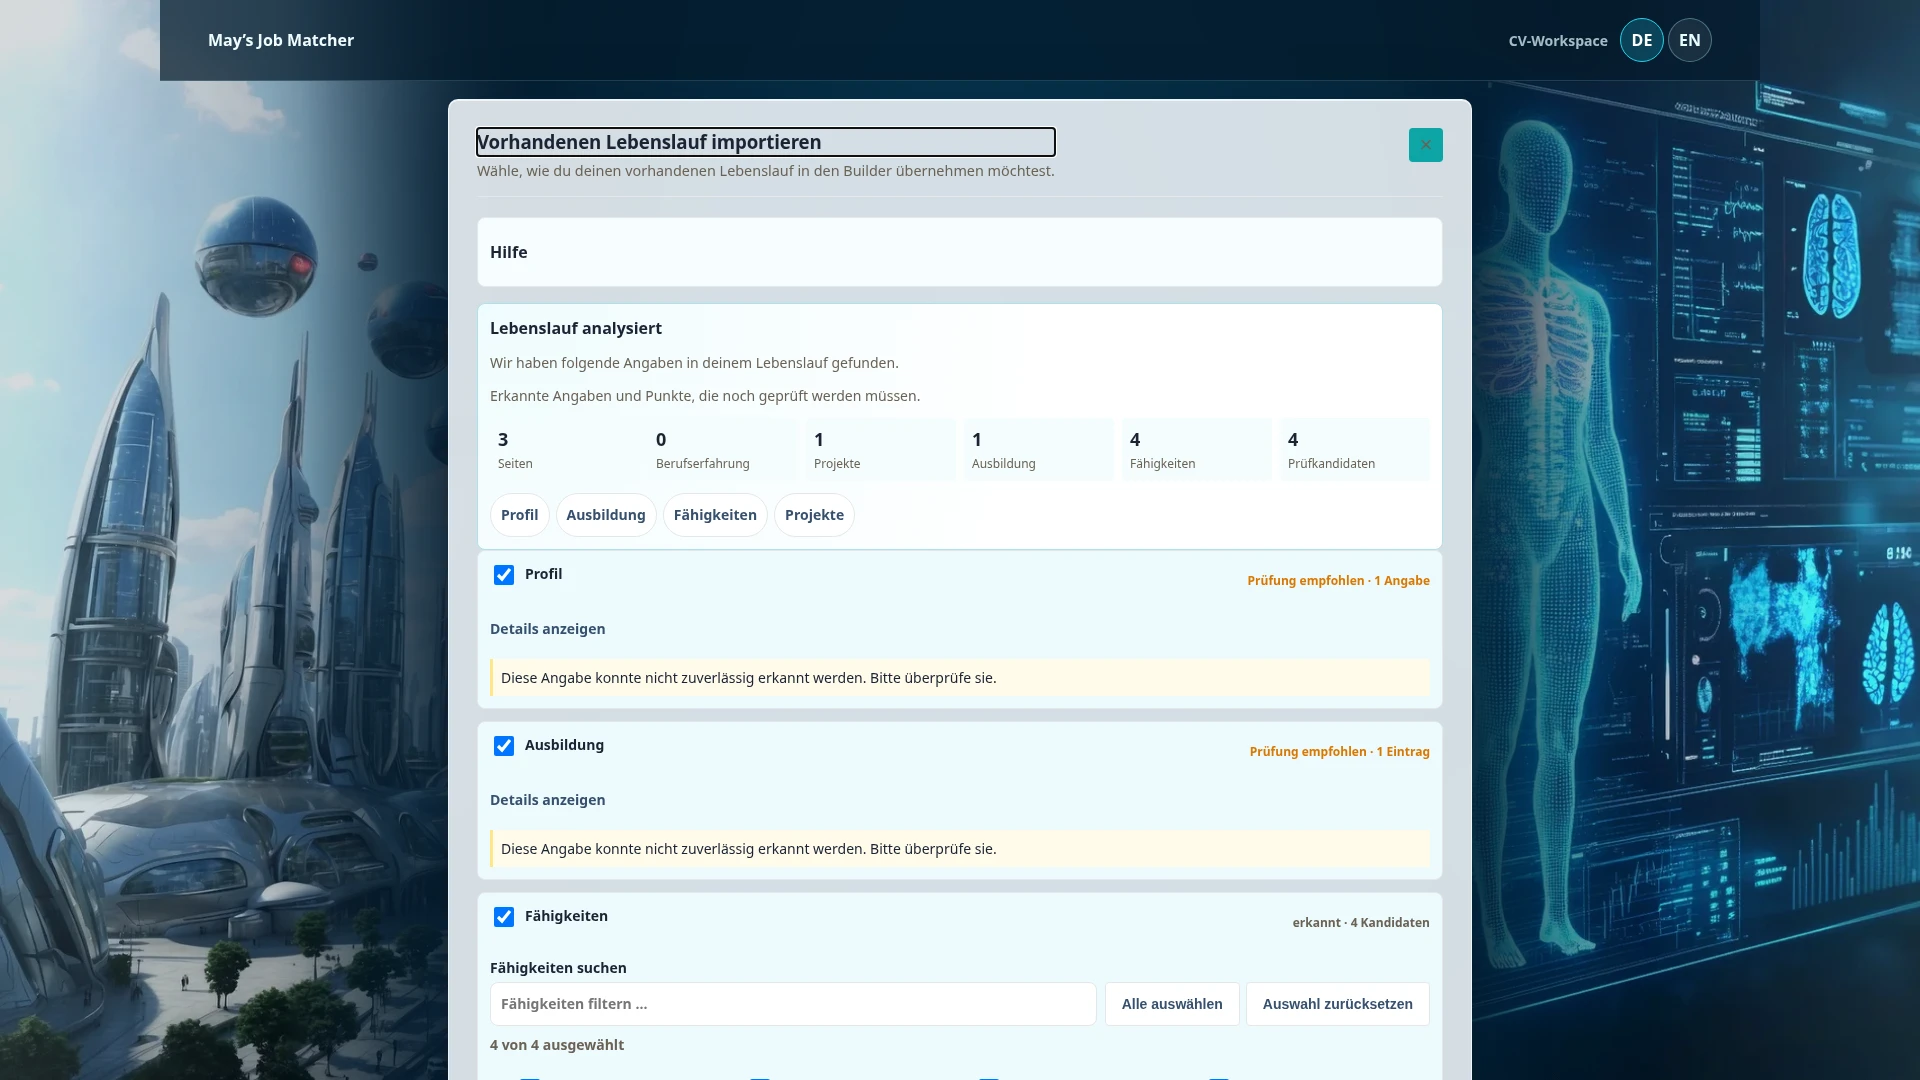 May’s Job Matcher
CV-Workspace
DE
EN
Vorhandenen Lebenslauf importieren
×
Wähle, wie du deinen vorhandenen Lebenslauf in den Builder übernehmen möchtest.
Hilfe
Lebenslauf analysiert
Wir haben folgende Angaben in deinem Lebenslauf gefunden.
Erkannte Angaben und Punkte, die noch geprüft werden müssen.
3
Seiten
0
Berufserfahrung
1
Projekte
1
Ausbildung
4
Fähigkeiten
4
Prüfkandidaten
Profil
Ausbildung
Fähigkeiten
Projekte
Profil
Prüfung empfohlen · 1 Angabe
Details anzeigen
Diese Angabe konnte nicht zuverlässig erkannt werden. Bitte überprüfe sie.
Ausbildung
Prüfung empfohlen · 1 Eintrag
Details anzeigen
Diese Angabe konnte nicht zuverlässig erkannt werden. Bitte überprüfe sie.
Fähigkeiten
erkannt · 4 Kandidaten
Fähigkeiten suchen
Fähigkeiten filtern …
Alle auswählen
Auswahl zurücksetzen
4 von 4 ausgewählt